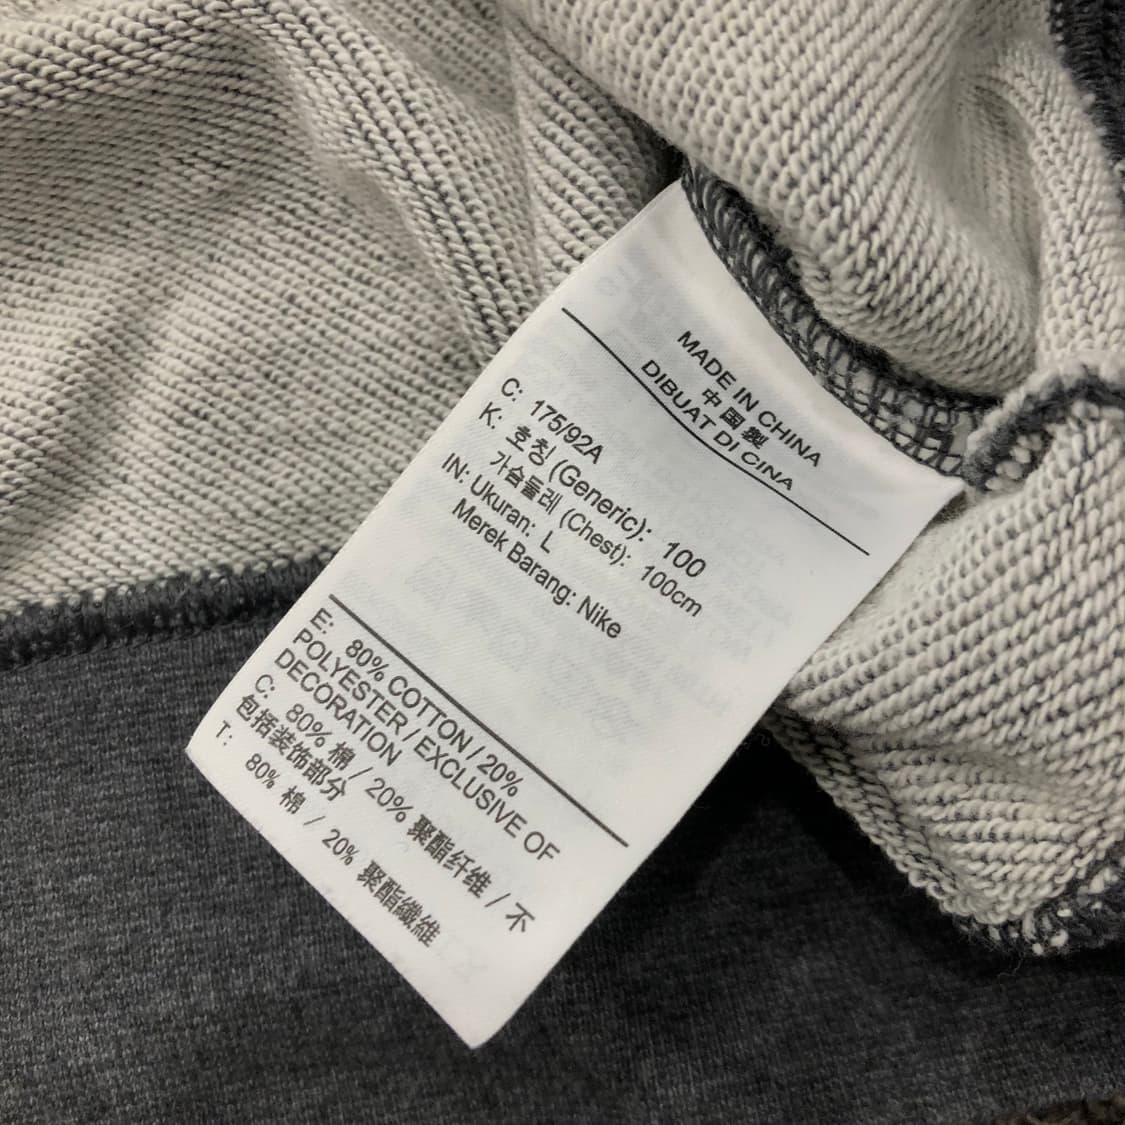 MADE IN CHINA
中国製
DIBUAT DI CINA
C: 175/92A
K: 호칭 (Generic): 100
가슴둘레 (Chest): 100cm
IN: Ukuran: L
Merek Barang: Nike
E: 80% COTTON / 20%
POLYESTER / EXCLUSIVE OF
DECORATION
C: 80% 棉 / 20% 聚酯纤维 / 不
包括装饰部分
T: 80% 棉 / 20% 聚酯纖維